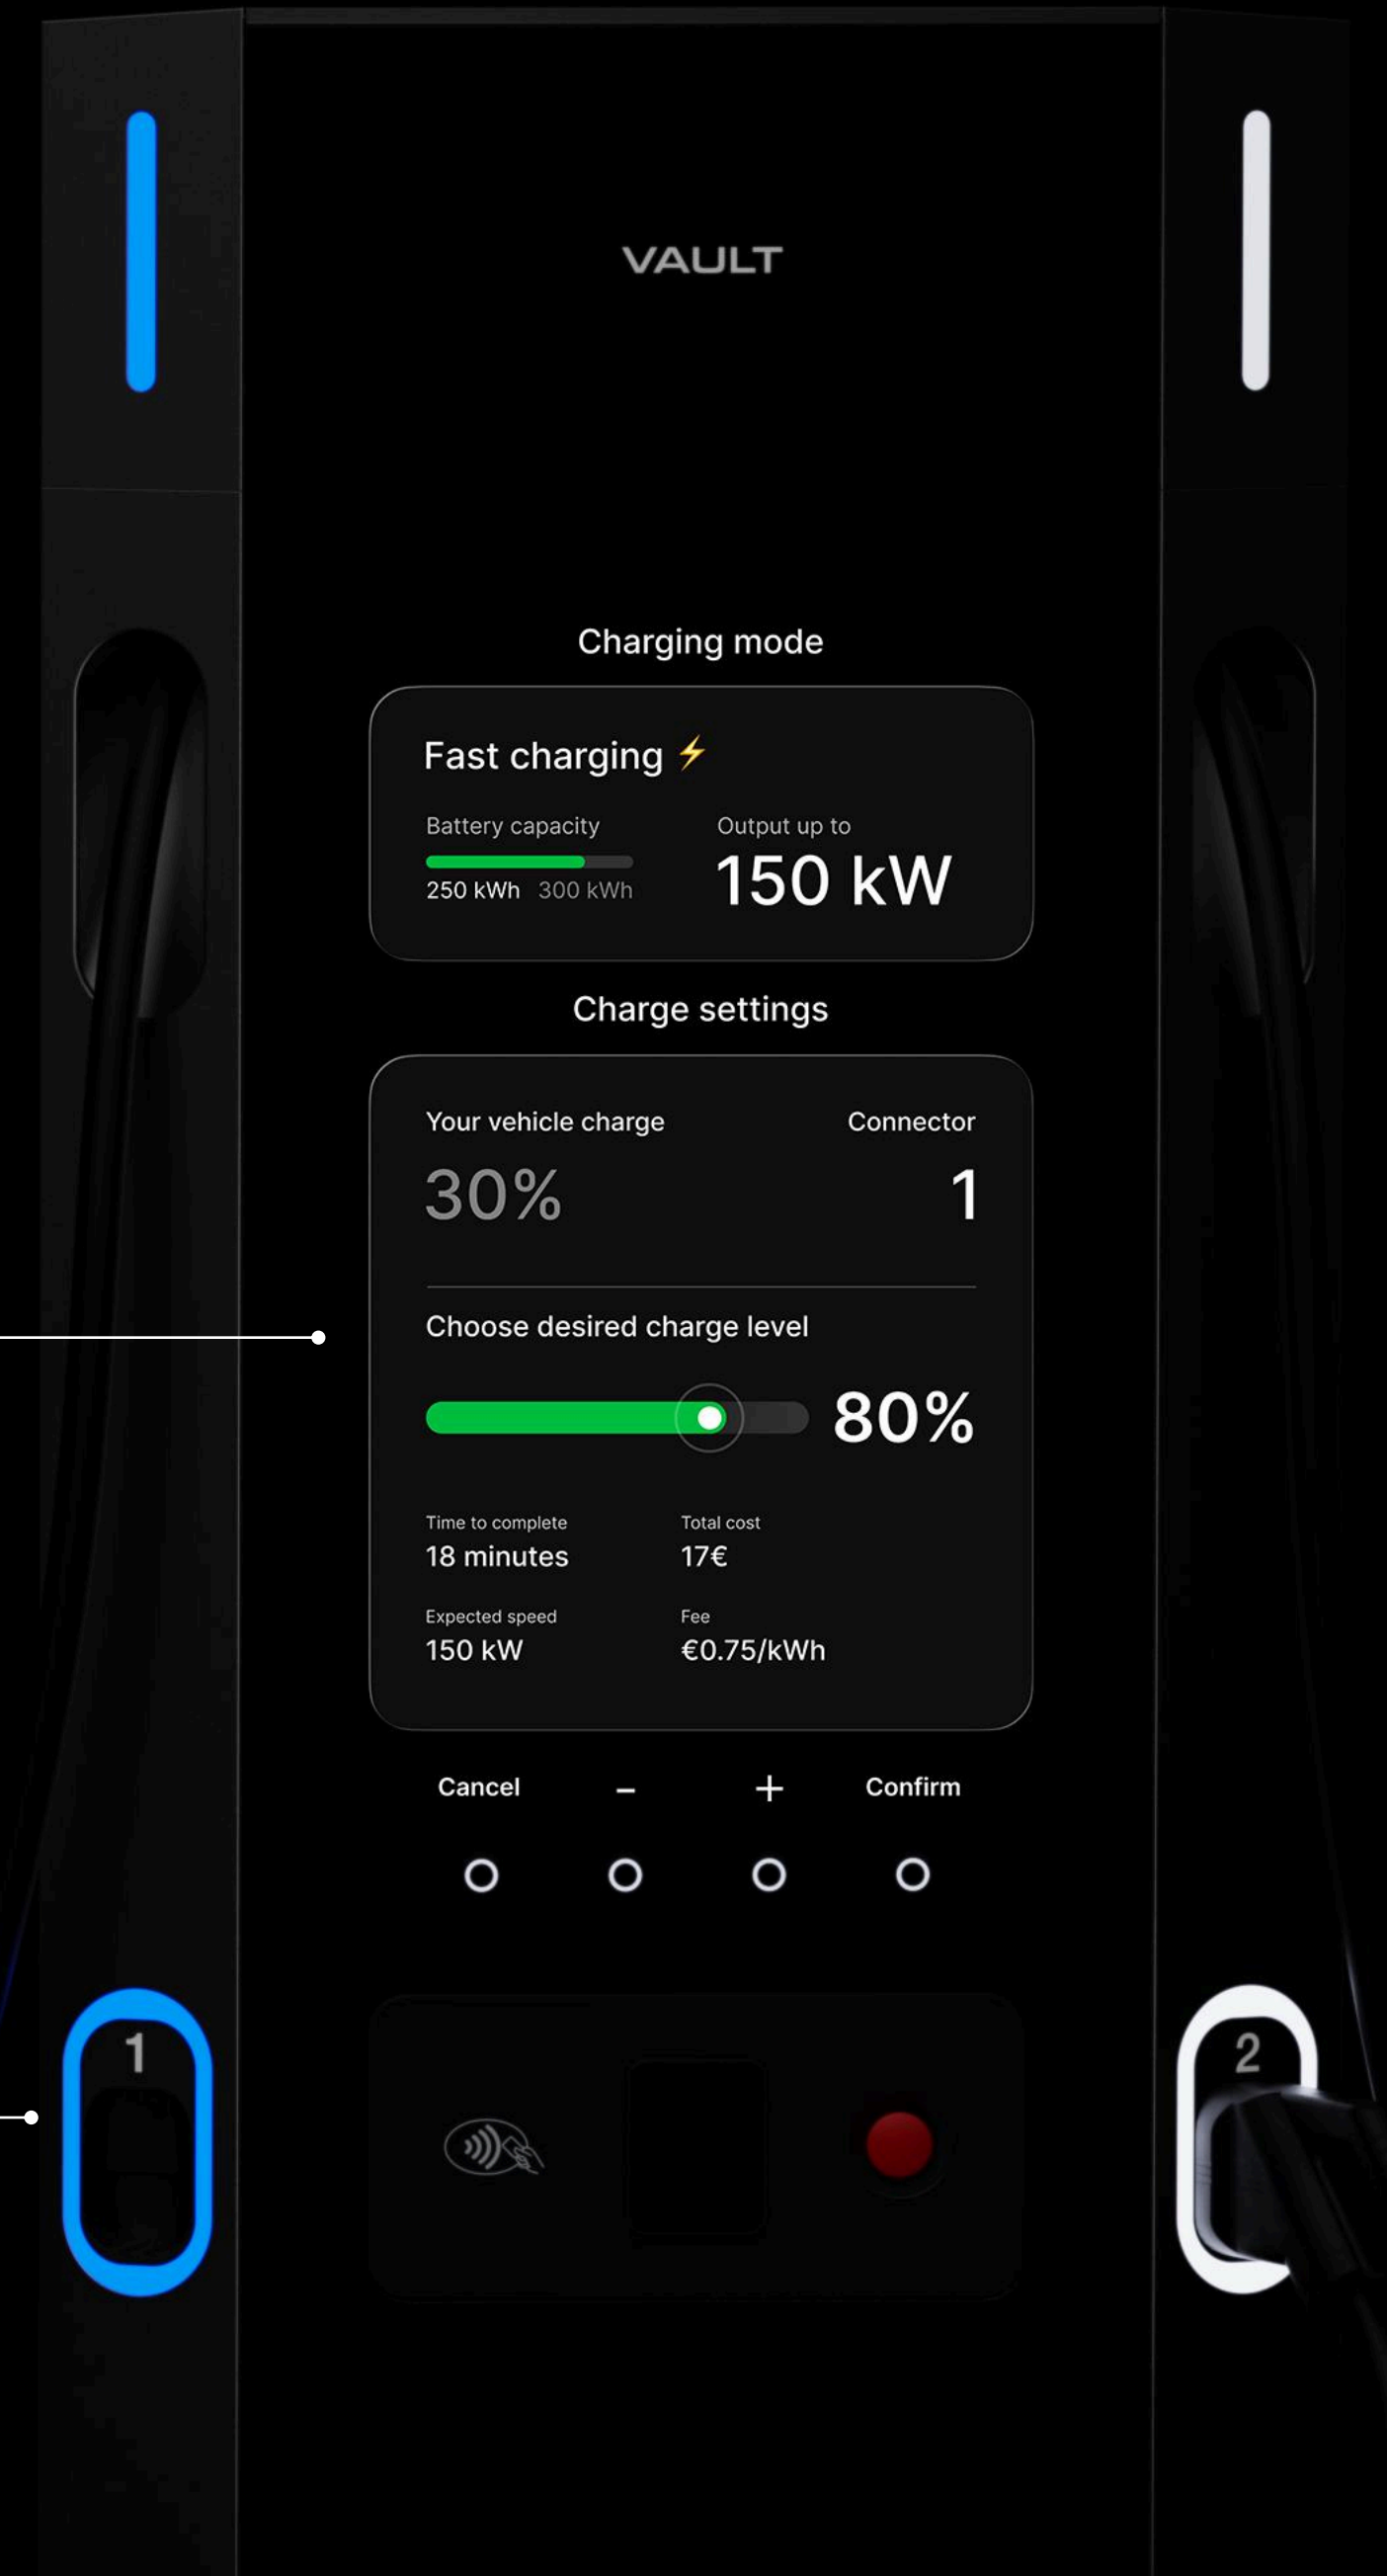 VAULT
Charging mode
Fast charging ⚡
Battery capacity
250 kWh 300 kWh
Output up to
150 kW
Charge settings
Your vehicle charge
30%
Connector
1
Choose desired charge level
80%
Time to complete
18 minutes
Total cost
17€
Expected speed
150 kW
Fee
€0.75/kWh
Cancel - + Confirm
1
2